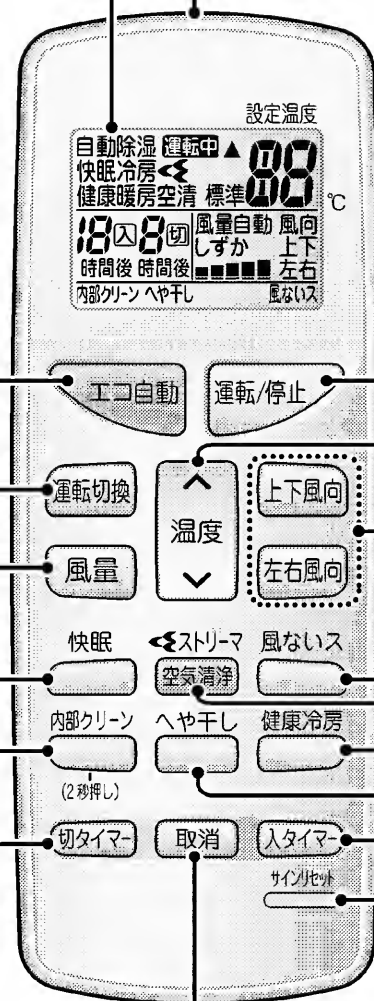 設定温度
自動除湿 運転中 ▲
快眠冷房
健康暖房空清 標準 88 ℃
18入 8切 風量自動 風向
しずか 上下
時間後 時間後 左右
内部クリーン へや干し 風ないス
エコ自動 運転/停止
運転切換 上下風向
温度
風量 左右風向
快眠 ストリーマ 風ないス
空気清浄
内部クリーン へや干し 健康冷房
(2秒押し)
切タイマー 取消 入タイマー
サインリセット